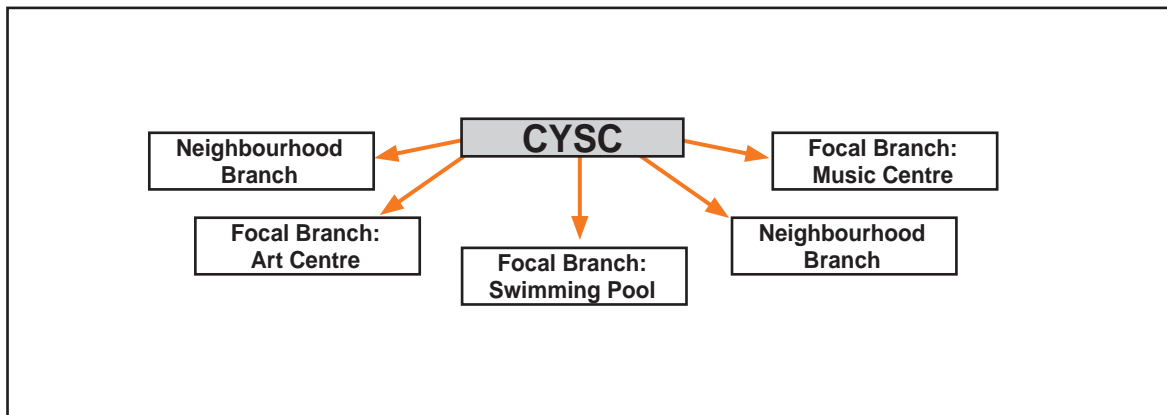 CYSC
Neighbourhood
Branch
Focal Branch:
Music Centre
Focal Branch:
Art Centre
Focal Branch:
Swimming Pool
Neighbourhood
Branch